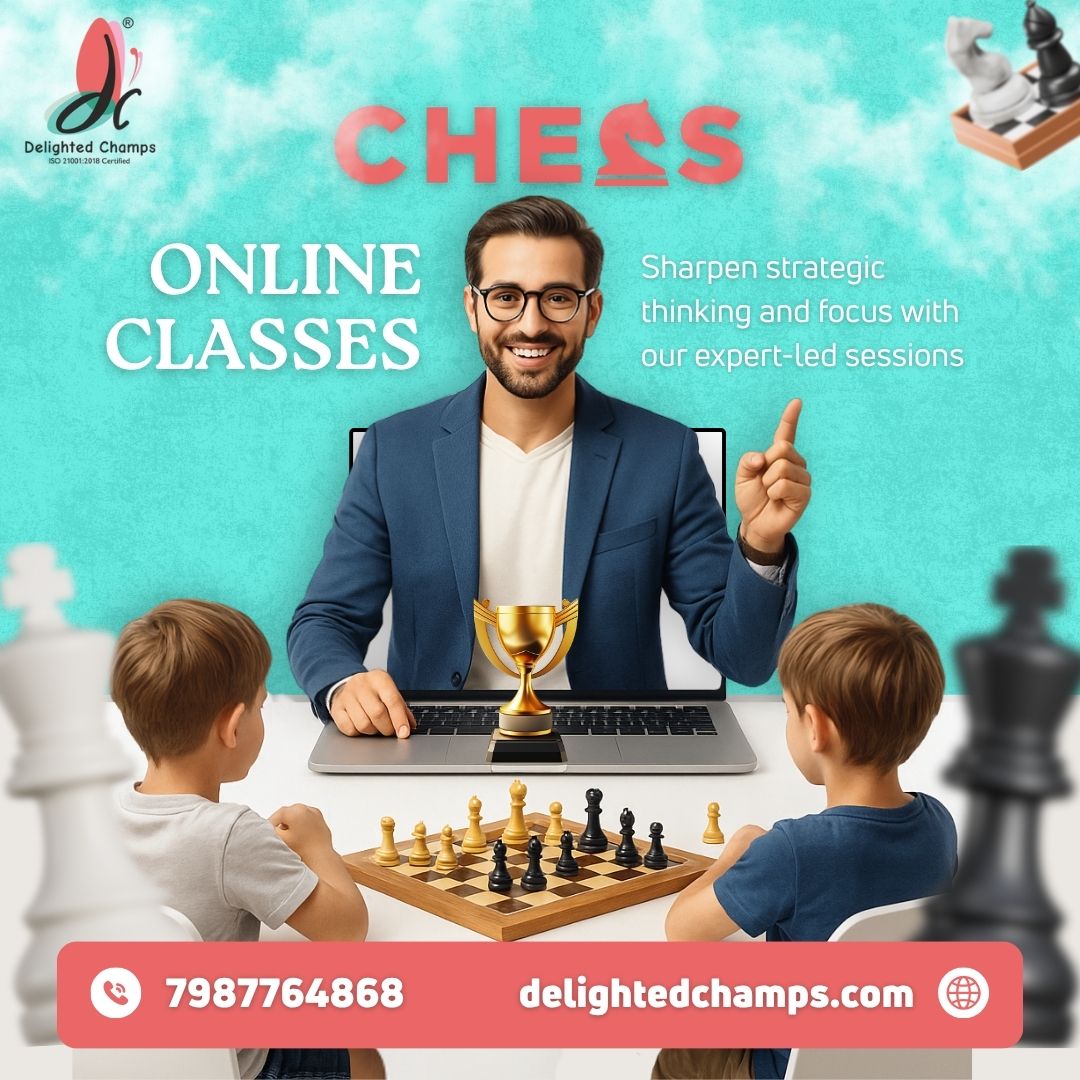 ®
Delighted Champs
ISO 21001:2018 Certified
CHESS
ONLINE
CLASSES
Sharpen strategic
thinking and focus with
our expert-led sessions
7987764868
delightedchamps.com